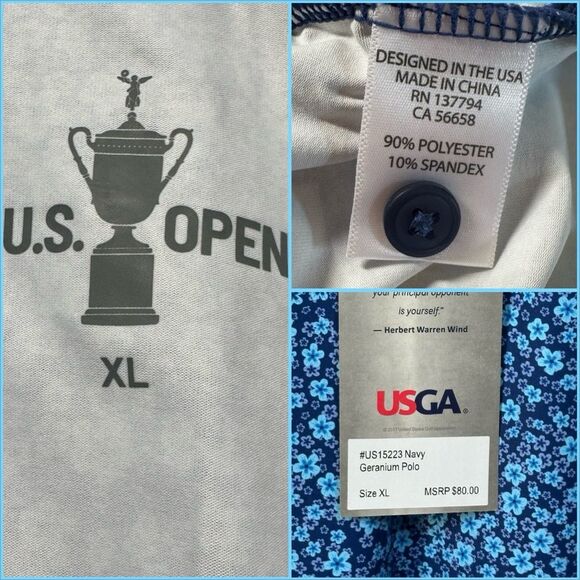 U.S. OPEN
XL
DESIGNED IN THE USA
MADE IN CHINA
RN 137794
CA 56658
90% POLYESTER
10% SPANDEX
your principal opponent
is yourself."
— Herbert Warren Wind
USGA®
#US15223 Navy
Geranium Polo
Size XL MSRP $80.00